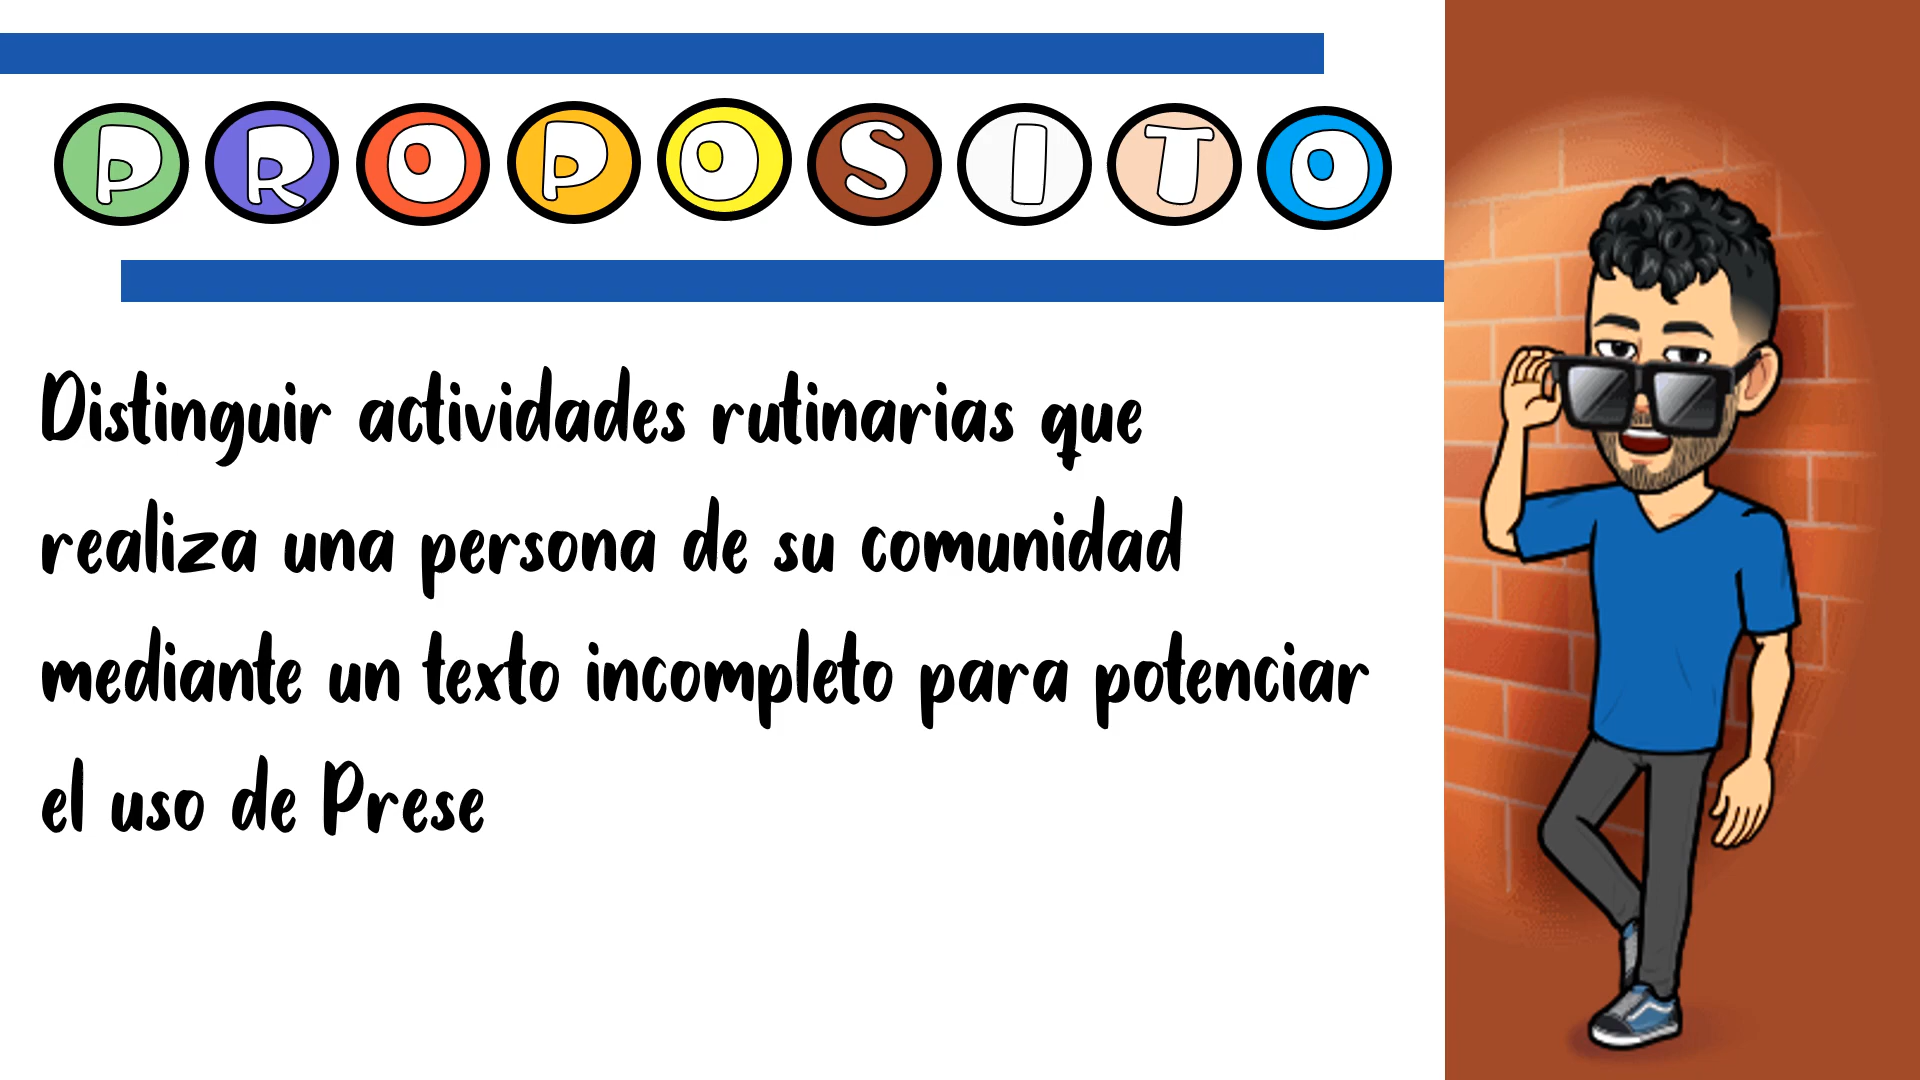 PROPOSITO
Distinguir actividades rutinarias que
realiza una persona de su comunidad
mediante un texto incompleto para potenciar
el uso de Prese